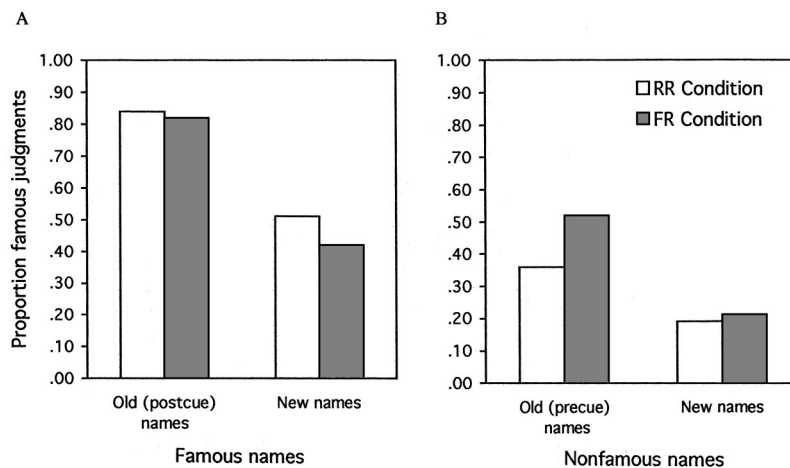 A
B
Proportion famous judgments
1.00
.90
.80
.70
.60
.50
.40
.30
.20
.10
.00
Old (postcue)
names
New names
Famous names
1.00
.90
.80
.70
.60
.50
.40
.30
.20
.10
.00
RR Condition
FR Condition
Old (precue)
names
New names
Nonfamous names